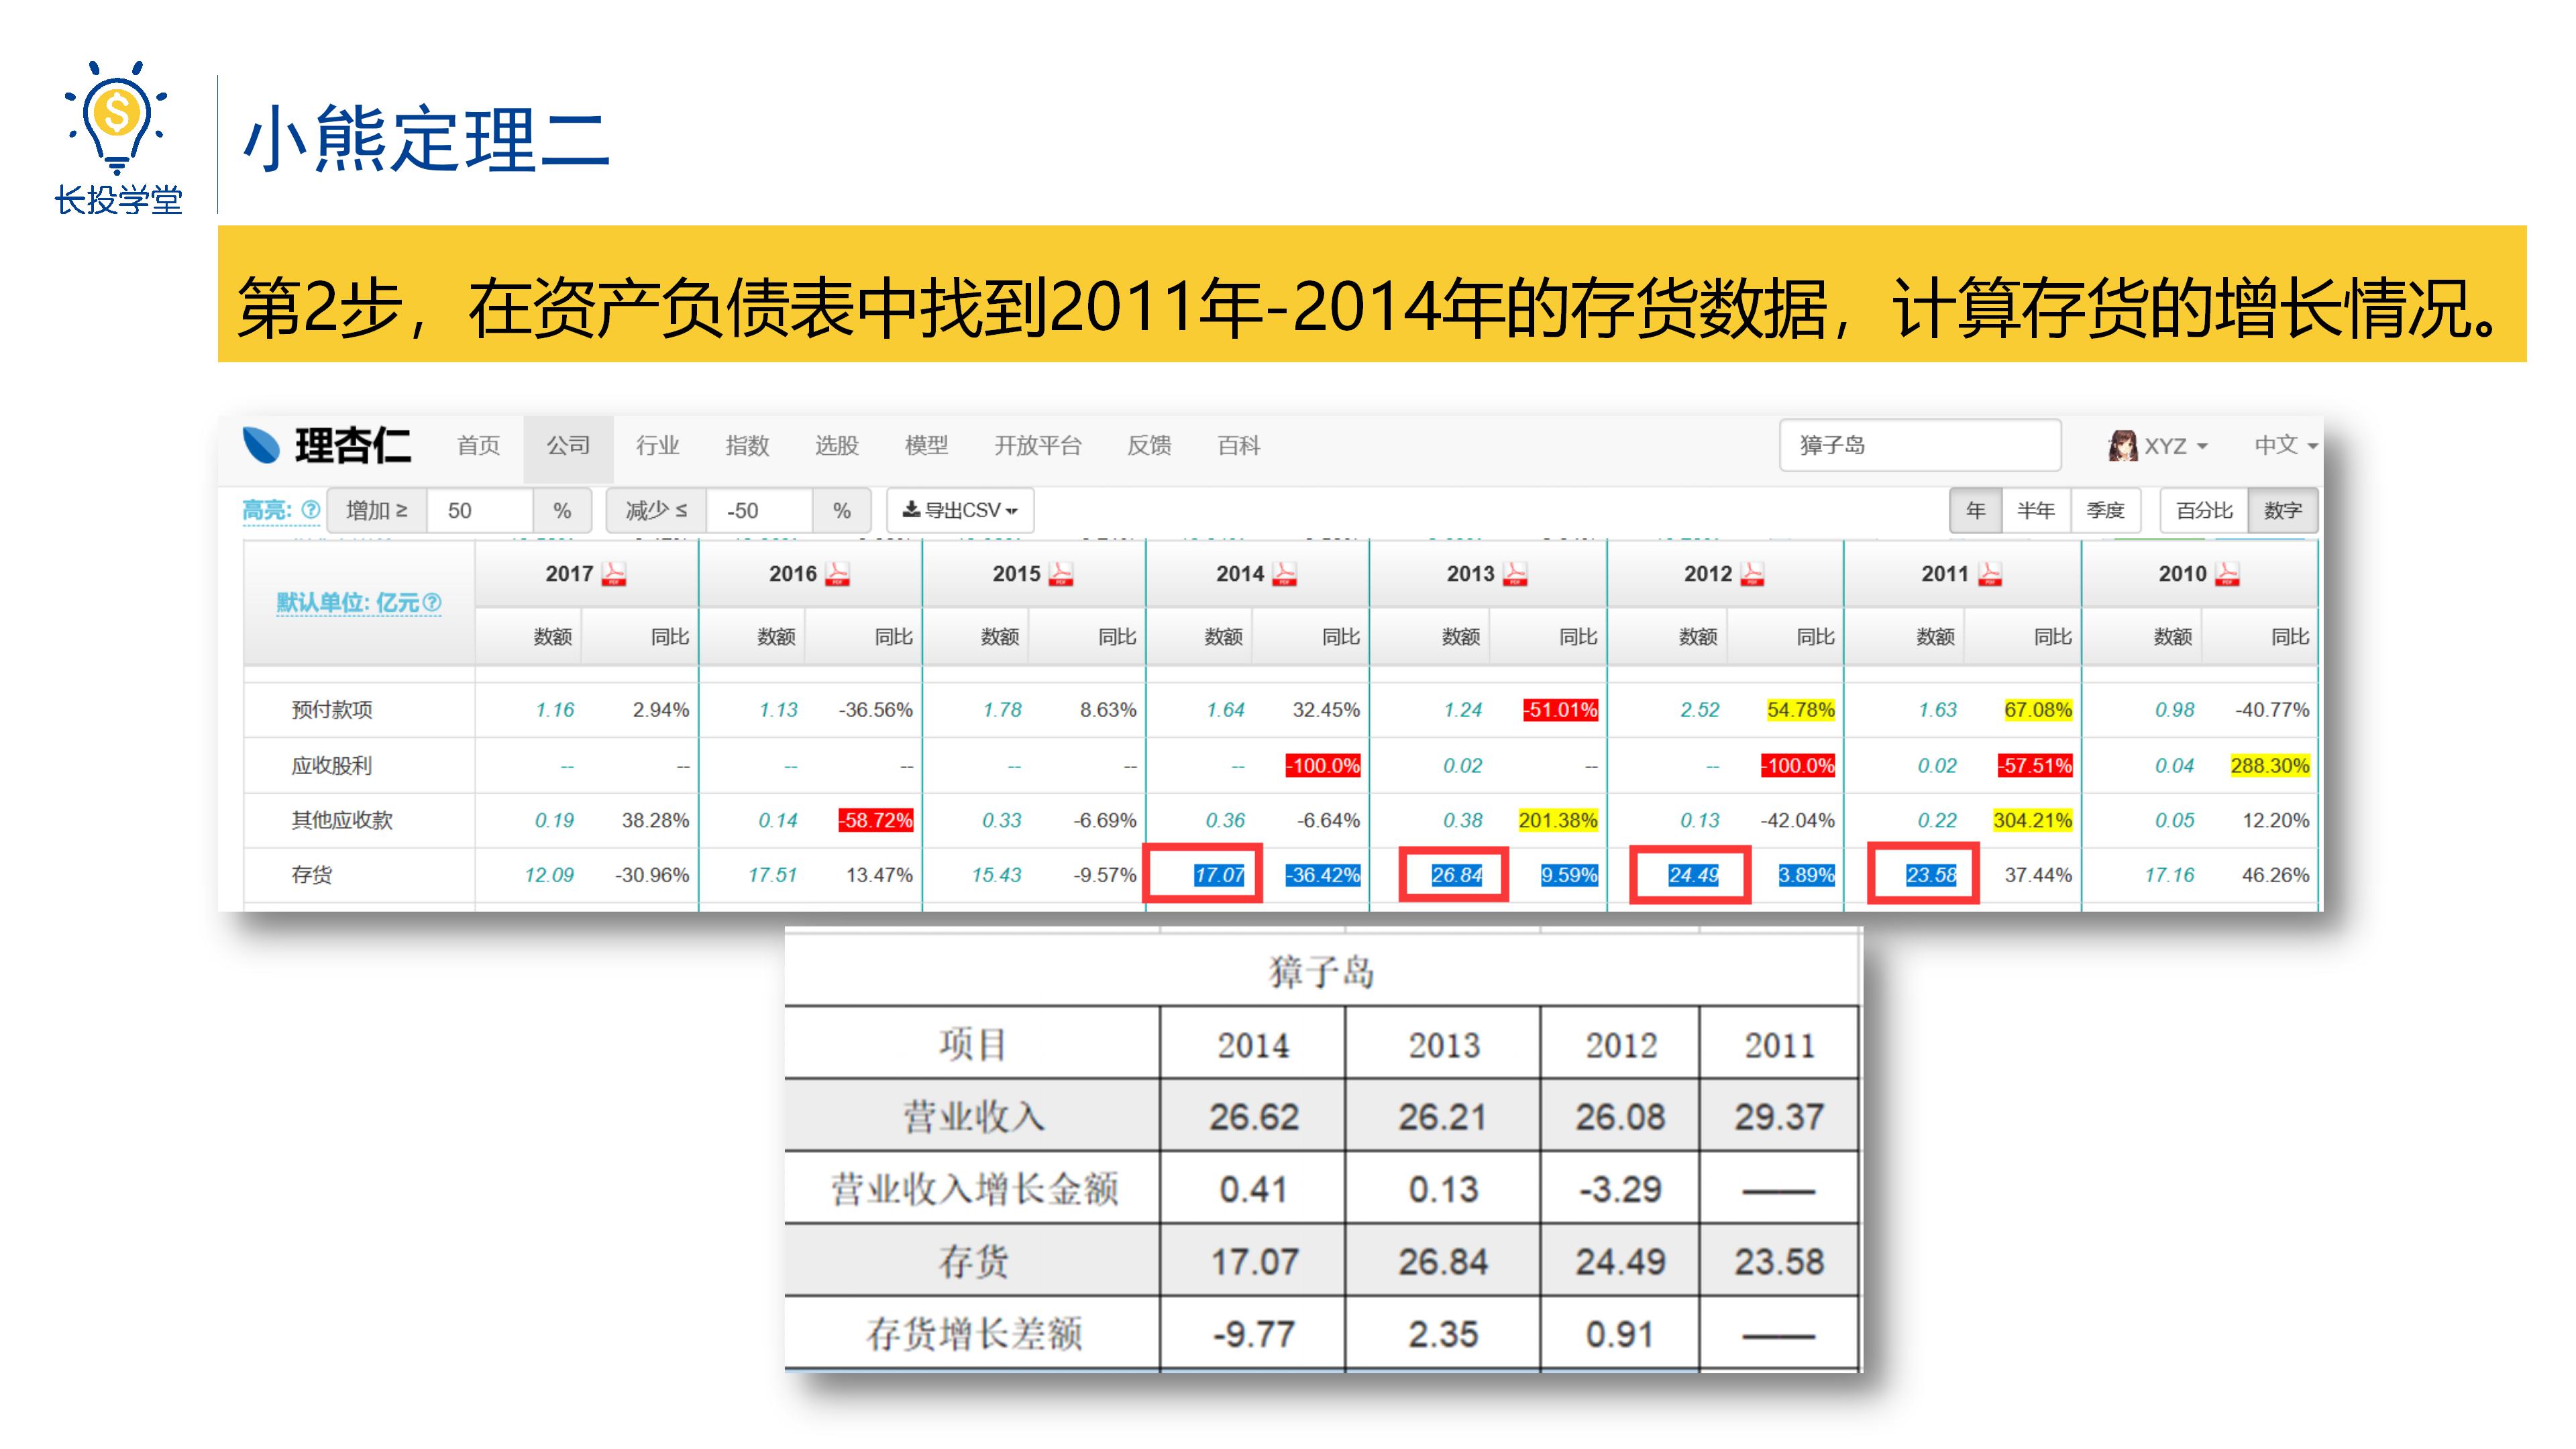 长投学堂
小熊定理二
第2步，在资产负债表中找到2011年-2014年的存货数据，计算存货的增长情况。
理杏仁 首页 公司 行业 指数 选股 模型 开放平台 反馈 百科 獐子岛 XYZ 中文
高亮: 增加 ≥ 50 % 减少 ≤ -50 % 导出CSV 年 半年 季度 百分比 数字
默认单位: 亿元 2017 2016 2015 2014 2013 2012 2011 2010
数额 同比 数额 同比 数额 同比 数额 同比 数额 同比 数额 同比 数额 同比 数额 同比
预付款项 1.16 2.94% 1.13 -36.56% 1.78 8.63% 1.64 32.45% 1.24 -51.01% 2.52 54.78% 1.63 67.08% 0.98 -40.77%
应收股利 -- -- -- -- -- -- -- -100.0% 0.02 -- -- -100.0% 0.02 -57.51% 0.04 288.30%
其他应收款 0.19 38.28% 0.14 -58.72% 0.33 -6.69% 0.36 -6.64% 0.38 201.38% 0.13 -42.04% 0.22 304.21% 0.05 12.20%
存货 12.09 -30.96% 17.51 13.47% 15.43 -9.57% 17.07 -36.42% 26.84 9.59% 24.49 3.89% 23.58 37.44% 17.16 46.26%
獐子岛
项目 2014 2013 2012 2011
营业收入 26.62 26.21 26.08 29.37
营业收入增长金额 0.41 0.13 -3.29 ——
存货 17.07 26.84 24.49 23.58
存货增长差额 -9.77 2.35 0.91 ——